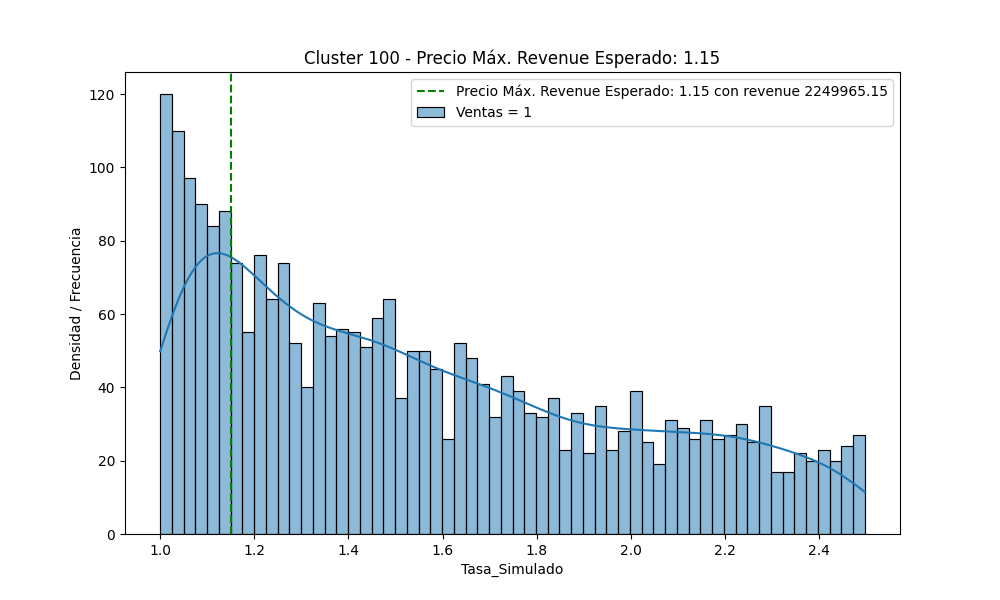 Cluster 100 - Precio Máx. Revenue Esperado: 1.15
Precio Máx. Revenue Esperado: 1.15 con revenue 2249965.15
Ventas = 1
Densidad / Frecuencia
120
100
80
60
40
20
0
1.0 1.2 1.4 1.6 1.8 2.0 2.2 2.4
Tasa_Simulado